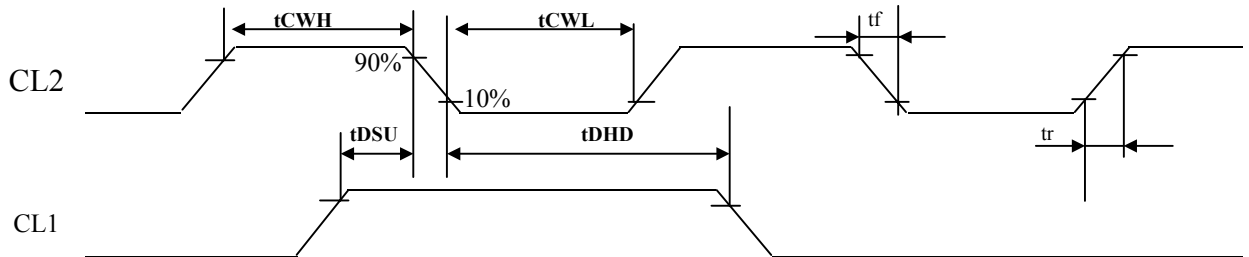 tCWH
tCWL
tf
90%
CL2
10%
tDSU
tDHD
tr
CL1